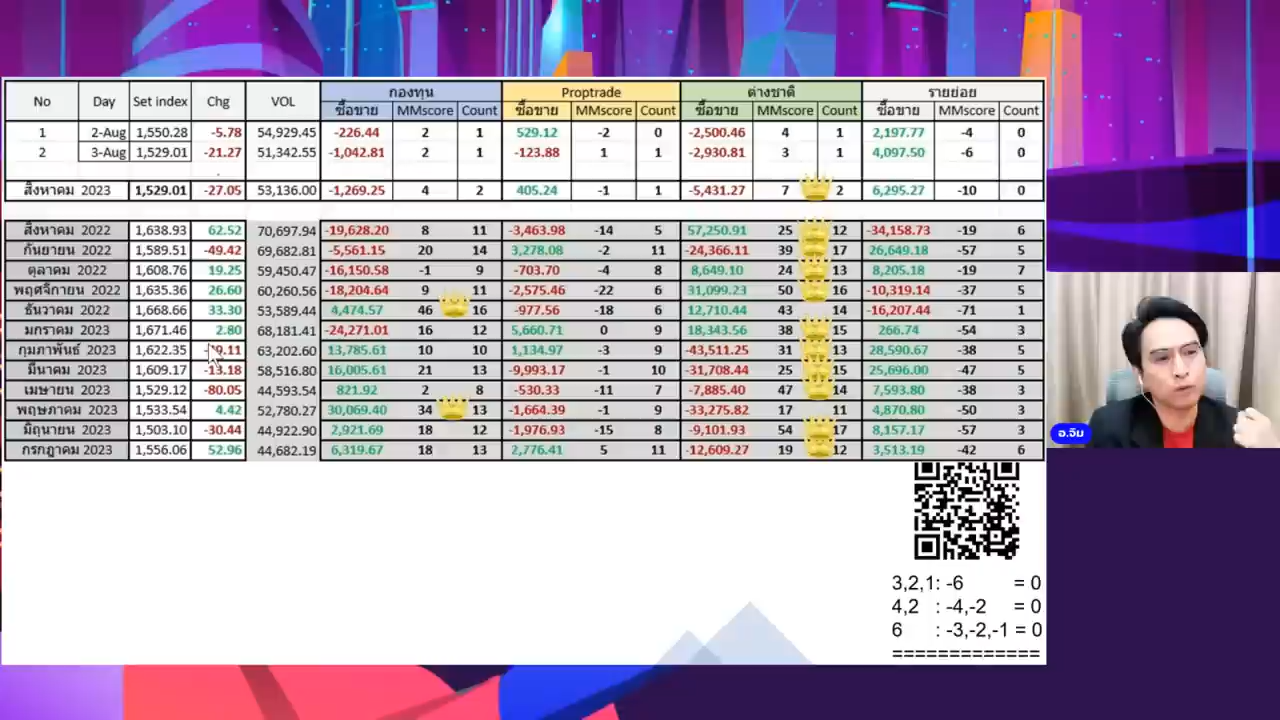 No Day Set index Chg VOL กองทุน Proptrade ต่างชาติ รายย่อย
ซื้อขาย MMscore Count ซื้อขาย MMscore Count ซื้อขาย MMscore Count ซื้อขาย MMscore Count
1 2-Aug 1,550.28 -5.78 54,929.45 -226.44 2 1 529.12 -2 0 -2,500.46 4 1 2,197.77 -4 0
2 3-Aug 1,529.01 -21.27 51,342.55 -1,042.81 2 1 -123.88 1 1 -2,930.81 3 1 4,097.50 -6 0
สิงหาคม 2023 1,529.01 -27.05 53,136.00 -1,269.25 4 2 405.24 -1 1 -5,431.27 7 2 6,295.27 -10 0
สิงหาคม 2022 1,638.93 62.52 70,697.94 -19,628.20 8 11 -3,463.98 -14 5 57,250.91 25 12 -34,158.73 -19 6
กันยายน 2022 1,589.51 -49.42 69,682.81 -5,561.15 20 14 3,278.08 -2 11 -24,366.11 39 17 26,649.18 -57 5
ตุลาคม 2022 1,608.76 19.25 59,450.47 -16,150.58 -1 9 -703.70 -4 8 8,649.10 24 13 8,205.18 -19 7
พฤศจิกายน 2022 1,635.36 26.60 60,260.56 -18,204.64 9 11 -2,575.46 -22 6 31,099.23 50 16 -10,319.14 -37 5
ธันวาคม 2022 1,668.66 33.30 53,589.44 4,474.57 46 16 -977.56 -18 6 12,710.44 43 14 -16,207.44 -71 1
มกราคม 2023 1,671.46 2.80 68,181.41 -24,271.01 16 12 5,660.71 0 9 18,343.56 38 15 266.74 -54 3
กุมภาพันธ์ 2023 1,622.35 63,202.60 13,785.61 10 10 1,134.97 -3 9 -43,511.25 31 13 28,590.67 -38 5
มีนาคม 2023 1,609.17 -13.18 58,516.80 16,005.61 21 13 -9,993.17 -1 10 -31,708.44 25 15 25,696.00 -47 5
เมษายน 2023 1,529.12 -80.05 44,593.54 821.92 2 8 -530.33 -11 7 -7,885.40 47 14 7,593.80 -38 3
พฤษภาคม 2023 1,533.54 4.42 52,780.27 30,069.40 34 13 -1,664.39 -1 9 -33,275.82 17 11 4,870.80 -50 3
มิถุนายน 2023 1,503.10 -30.44 44,922.90 2,921.69 18 12 -1,976.93 -15 8 -9,101.93 54 17 8,157.17 -57 3
กรกฎาคม 2023 1,556.06 52.96 44,682.19 6,319.67 18 13 2,776.41 5 11 -12,609.27 19 12 3,513.19 -42 6
อ.จิม
3,2,1: -6 = 0
4,2 : -4,-2 = 0
6 : -3,-2,-1 = 0
=============